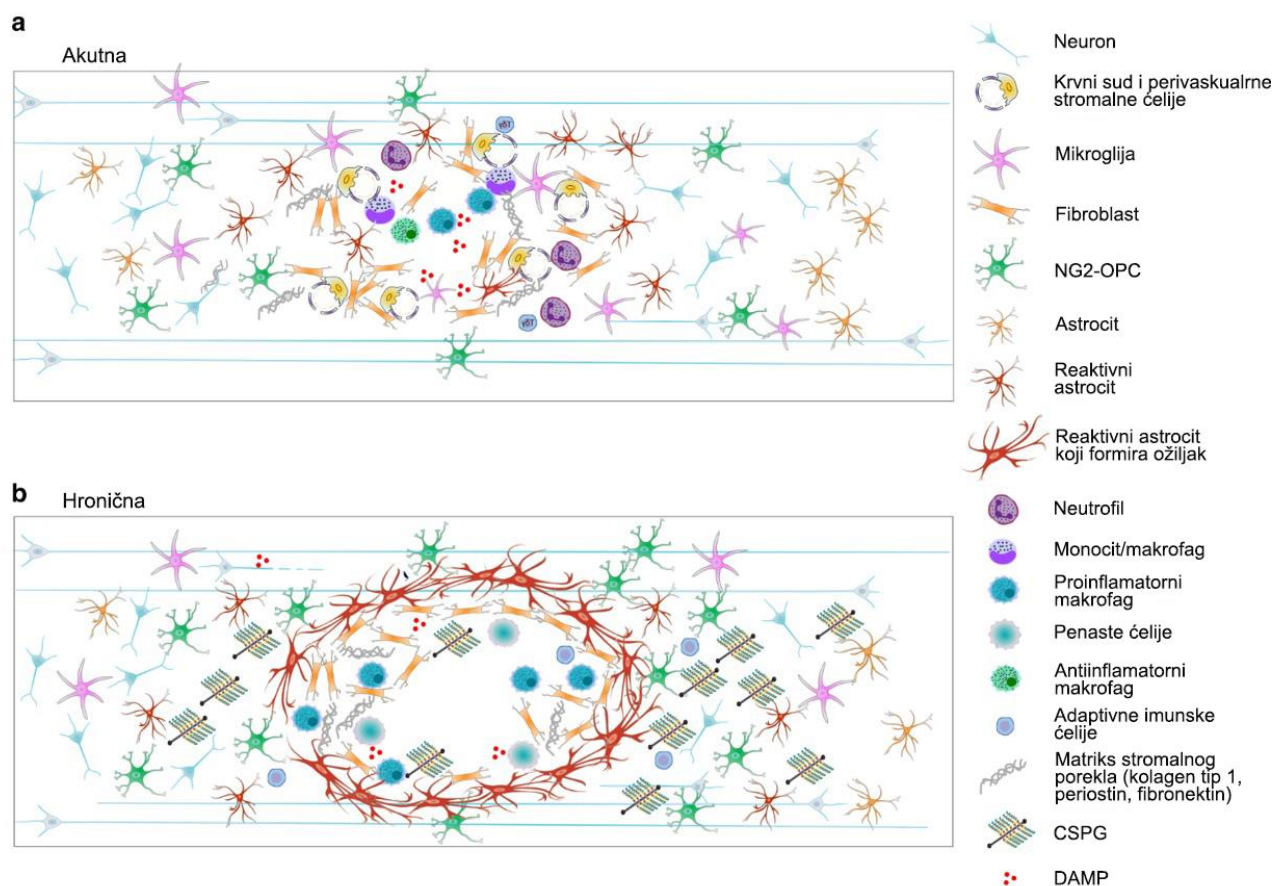 a
Akutna
γδT
γδT
b
Hronična
Neuron
Krvni sud i perivaskualrne
stromalne ćelije
Mikroglija
Fibroblast
NG2-OPC
Astrocit
Reaktivni
astrocit
Reaktivni astrocit
koji formira ožiljak
Neutrofil
Monocit/makrofag
Proinflamatorni
makrofag
Penaste ćelije
Antiinflamatorni
makrofag
Adaptivne imunske
ćelije
Matriks stromalnog
porekla (kolagen tip 1,
periostin, fibronektin)
CSPG
DAMP